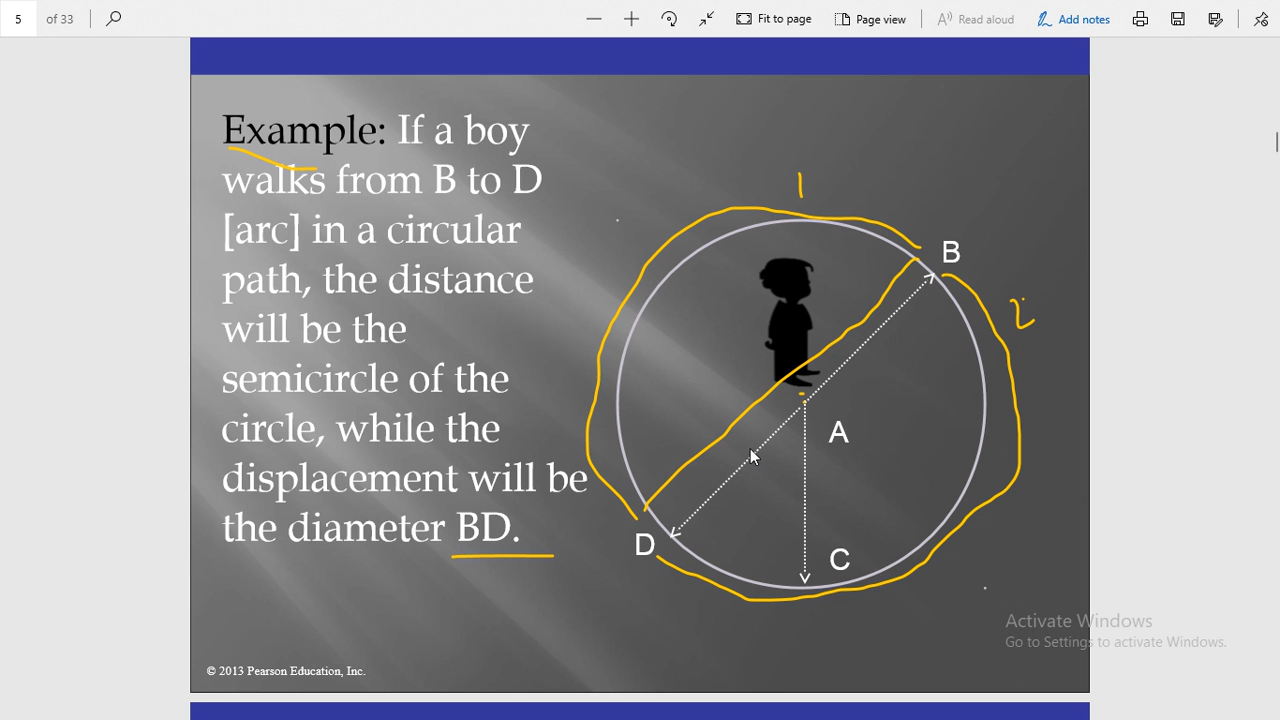 5 of 33 Fit to page Page view Read aloud Add notes
Example: If a boy
walks from B to D
[arc] in a circular
path, the distance
will be the
semicircle of the
circle, while the
displacement will be
the diameter BD.
1
B
2
A
D
C
Activate Windows
Go to Settings to activate Windows.
© 2013 Pearson Education, Inc.